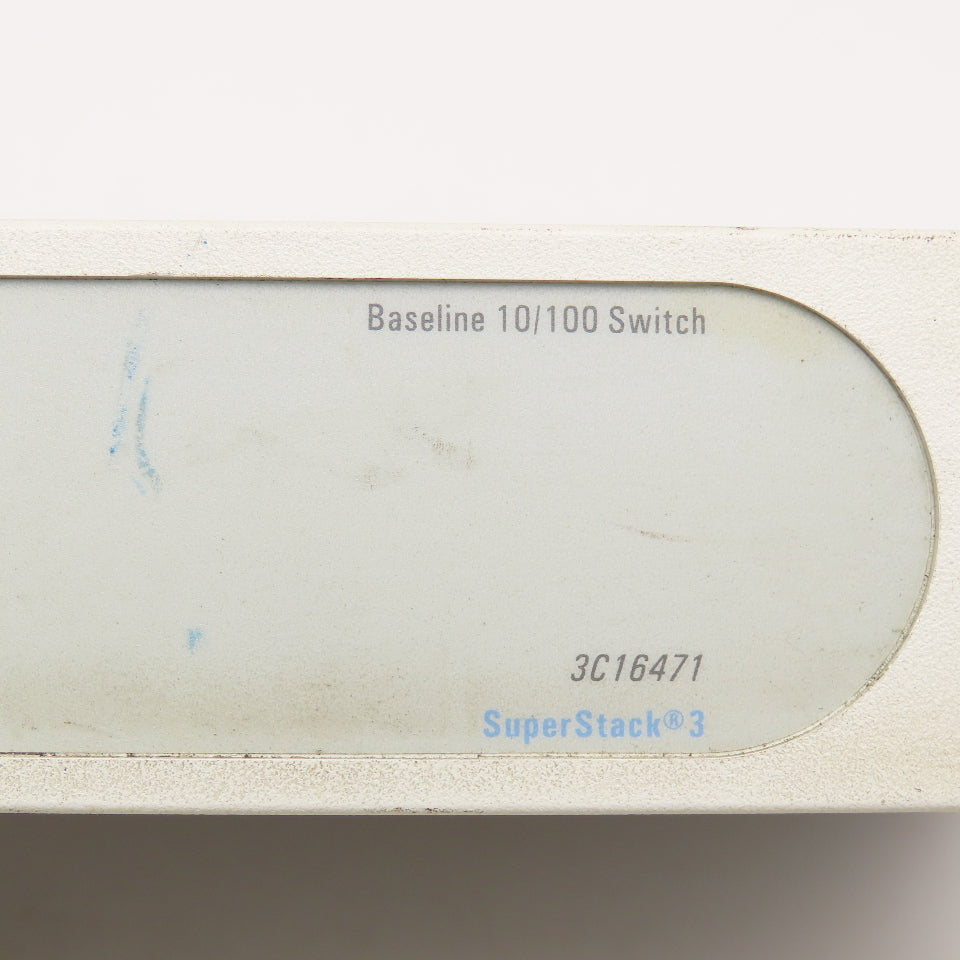 Baseline 10/100 Switch
3C16471
SuperStack® 3